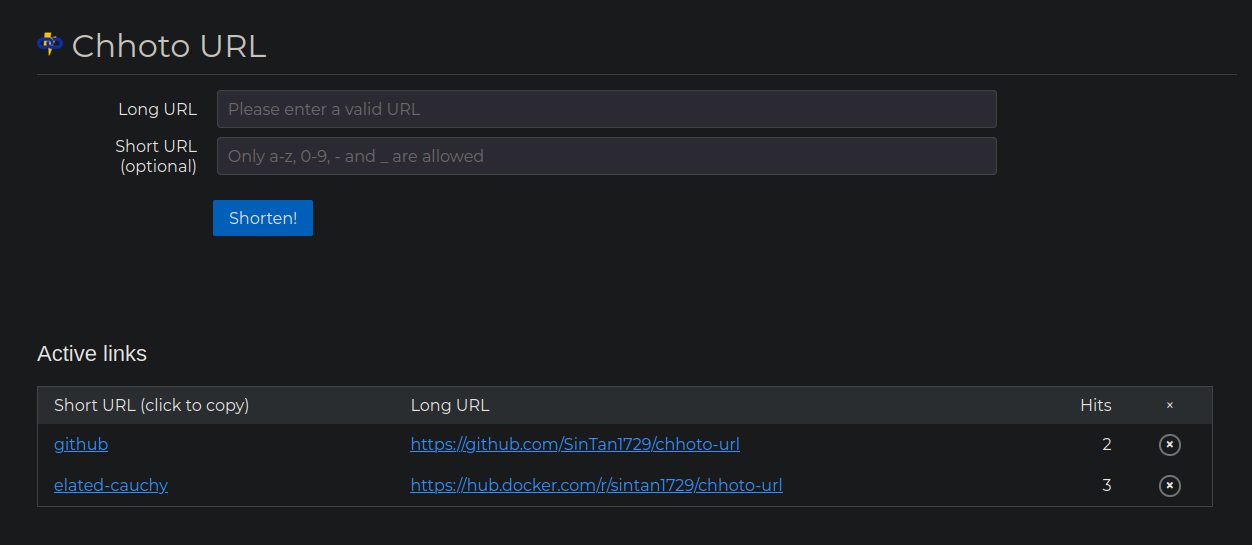 Chhoto URL
Long URL Please enter a valid URL
Short URL (optional) Only a-z, 0-9, - and _ are allowed
Shorten!
Active links
Short URL (click to copy) Long URL Hits ×
github https://github.com/SinTan1729/chhoto-url 2 ×
elated-cauchy https://hub.docker.com/r/sintan1729/chhoto-url 3 ×